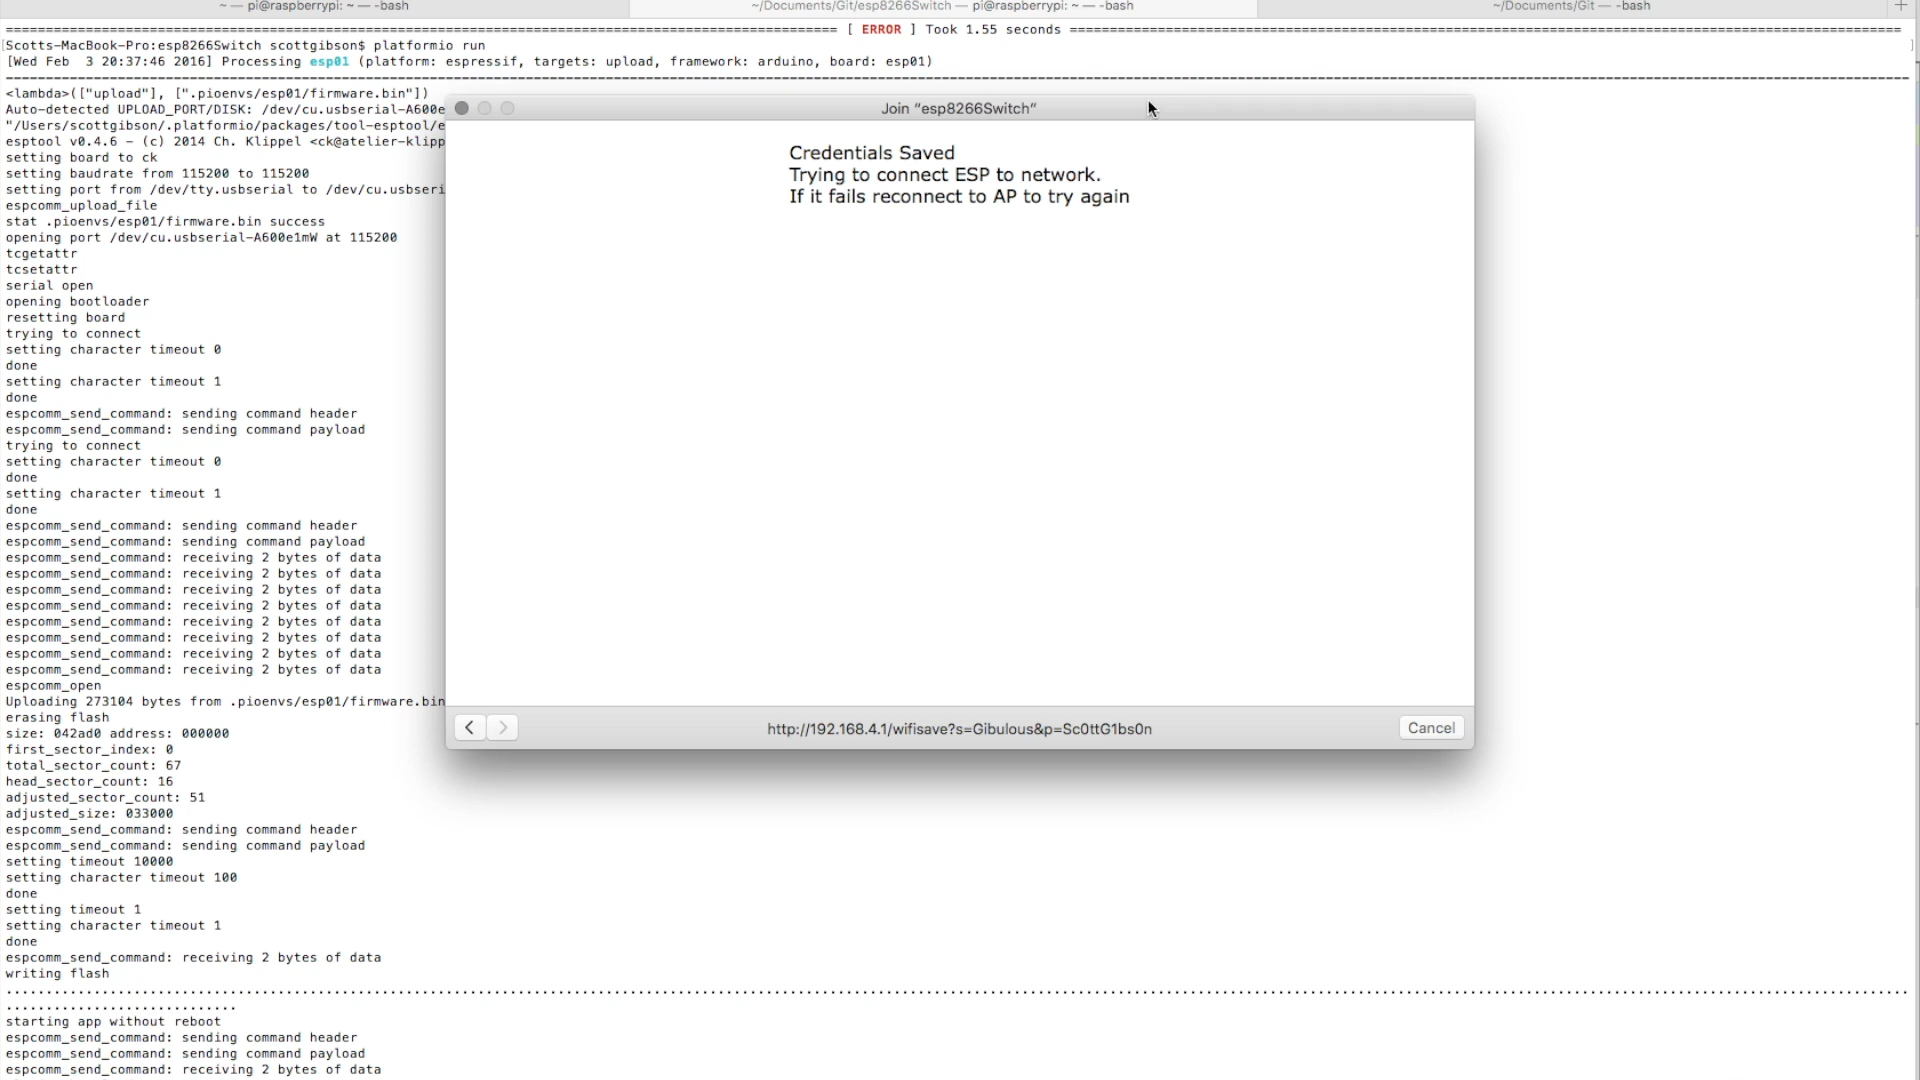 ~ — pi@raspberrypi: ~ — -bash
~/Documents/Git/esp8266Switch — pi@raspberrypi: ~ — -bash
~/Documents/Git — -bash
[ ERROR ] Took 1.55 seconds
Scotts-MacBook-Pro:esp8266Switch scottgibson$ platformio run
[Wed Feb  3 20:37:46 2016] Processing esp01 (platform: espressif, targets: upload, framework: arduino, board: esp01)
<lambda>(["upload"], [".pioenvs/esp01/firmware.bin"])
Auto-detected UPLOAD_PORT/DISK: /dev/cu.usbserial-A600e
"/Users/scottgibson/.platformio/packages/tool-esptool/e
esptool v0.4.6 - (c) 2014 Ch. Klippel <ck@atelier-klipp
setting board to ck
setting baudrate from 115200 to 115200
setting port from /dev/tty.usbserial to /dev/cu.usbseri
espcomm_upload_file
stat .pioenvs/esp01/firmware.bin success
opening port /dev/cu.usbserial-A600e1mW at 115200
tcgetattr
tcsetattr
serial open
opening bootloader
resetting board
trying to connect
setting character timeout 0
done
setting character timeout 1
done
espcomm_send_command: sending command header
espcomm_send_command: sending command payload
trying to connect
setting character timeout 0
done
setting character timeout 1
done
espcomm_send_command: sending command header
espcomm_send_command: sending command payload
espcomm_send_command: receiving 2 bytes of data
espcomm_send_command: receiving 2 bytes of data
espcomm_send_command: receiving 2 bytes of data
espcomm_send_command: receiving 2 bytes of data
espcomm_send_command: receiving 2 bytes of data
espcomm_send_command: receiving 2 bytes of data
espcomm_send_command: receiving 2 bytes of data
espcomm_send_command: receiving 2 bytes of data
espcomm_open
Uploading 273104 bytes from .pioenvs/esp01/firmware.bin
erasing flash
size: 042ad0 address: 000000
first_sector_index: 0
total_sector_count: 67
head_sector_count: 16
adjusted_sector_count: 51
adjusted_size: 033000
espcomm_send_command: sending command header
espcomm_send_command: sending command payload
setting timeout 10000
setting character timeout 100
done
setting timeout 1
setting character timeout 1
done
espcomm_send_command: receiving 2 bytes of data
writing flash
starting app without reboot
espcomm_send_command: sending command header
espcomm_send_command: sending command payload
espcomm_send_command: receiving 2 bytes of data
Join “esp8266Switch”
Credentials Saved
Trying to connect ESP to network.
If it fails reconnect to AP to try again
http://192.168.4.1/wifisave?s=Gibulous&p=Sc0ttG1bs0n
Cancel